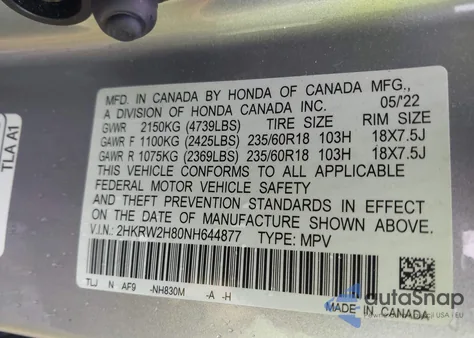 MFD. IN CANADA BY HONDA OF CANADA MFG.,
A DIVISION OF HONDA CANADA INC. 05/'22
GVWR 2150KG (4739LBS) TIRE SIZE RIM SIZE
GAWR F 1100KG (2425LBS) 235/60R18 103H 18X7.5J
GAWR R 1075KG (2369LBS) 235/60R18 103H 18X7.5J
THIS VEHICLE CONFORMS TO ALL APPLICABLE
FEDERAL MOTOR VEHICLE SAFETY
AND THEFT PREVENTION STANDARDS IN EFFECT
ON THE DATE OF MANUFACTURE SHOWN ABOVE.
V.I.N.: 2HKRW2H80NH644877 TYPE: MPV
TLJ N AF9 -NH830M -A -H
MADE IN CANADA
TLA A1
autoSnap